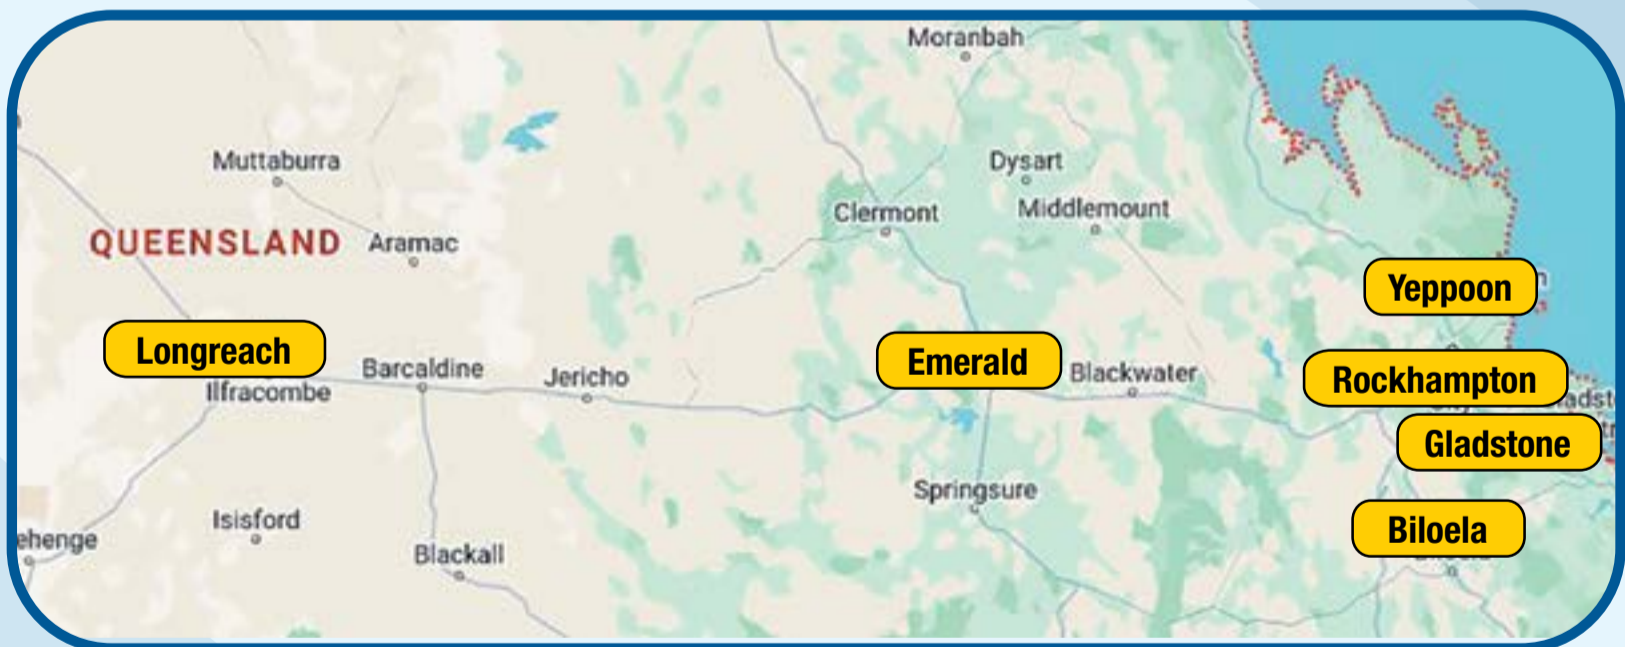 Moranbah
Muttaburra
Dysart
Clermont
Middlemount
QUEENSLAND
Aramac
Yeppoon
Longreach
Emerald
Barcaldine
Blackwater
Jericho
Rockhampton
Ilfracombe
Gladstone
Springsure
Isisford
Biloela
ehenge
Blackall